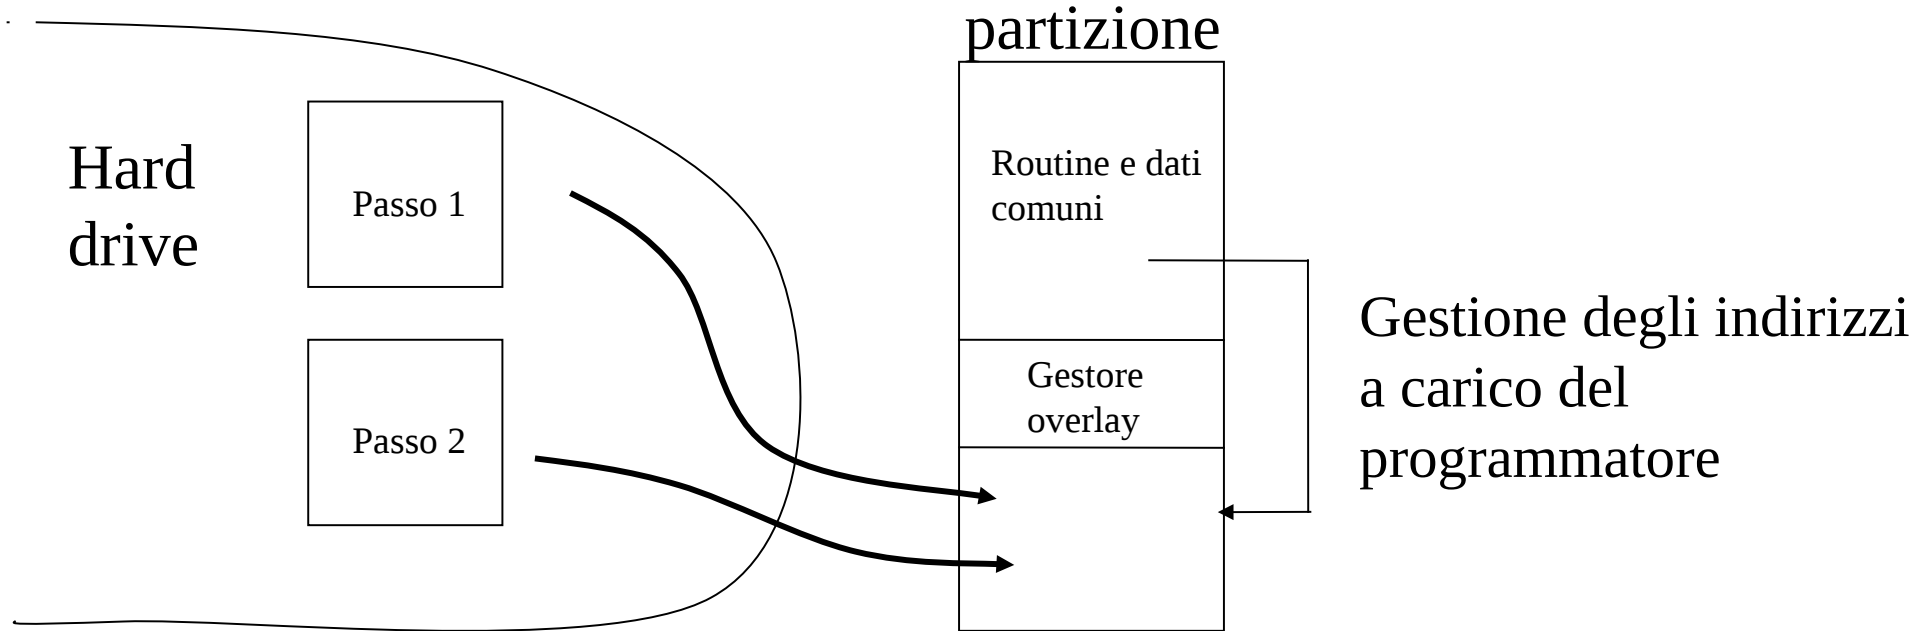 partizione
Hard
drive
Passo 1
Passo 2
Routine e dati
comuni
Gestore
overlay
Gestione degli indirizzi
a carico del
programmatore